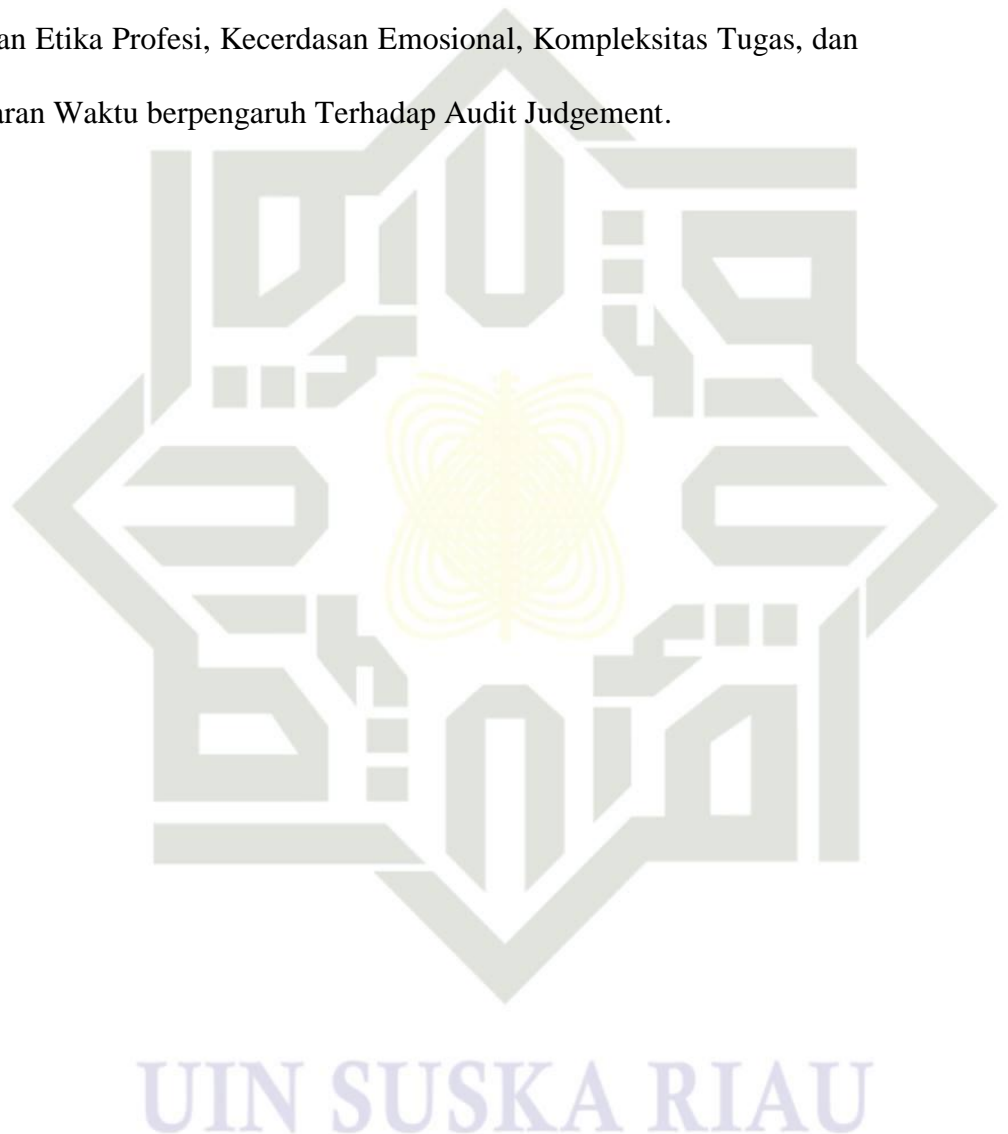 an Etika Profesi, Kecerdasan Emosional, Kompleksitas Tugas, dan
aran Waktu berpengaruh Terhadap Audit Judgement.
UIN SUSKA RIAU